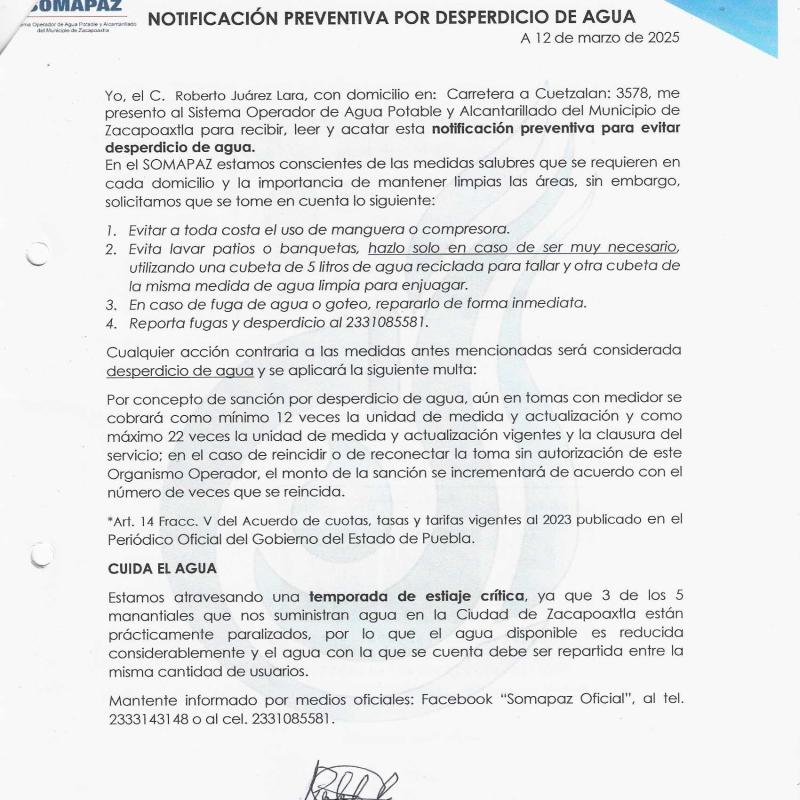 SOMAPAZ
Operador de Agua Potable y Alcantarillado
del Municipio de Zacapoaxtla
NOTIFICACIÓN PREVENTIVA POR DESPERDICIO DE AGUA
A 12 de marzo de 2025
Yo, el C. Roberto Juárez Lara, con domicilio en: Carretera a Cuetzalan: 3578, me
presento al Sistema Operador de Agua Potable y Alcantarillado del Municipio de
Zacapoaxtla para recibir, leer y acatar esta notificación preventiva para evitar
desperdicio de agua.
En el SOMAPAZ estamos conscientes de las medidas salubres que se requieren en
cada domicilio y la importancia de mantener limpias las áreas, sin embargo,
solicitamos que se tome en cuenta lo siguiente:
1. Evitar a toda costa el uso de manguera o compresora.
2. Evita lavar patios o banquetas, hazlo solo en caso de ser muy necesario,
utilizando una cubeta de 5 litros de agua reciclada para tallar y otra cubeta de
la misma medida de agua limpia para enjuagar.
3. En caso de fuga de agua o goteo, repararlo de forma inmediata.
4. Reporta fugas y desperdicio al 2331085581.
Cualquier acción contraria a las medidas antes mencionadas será considerada
desperdicio de agua y se aplicará la siguiente multa:
Por concepto de sanción por desperdicio de agua, aún en tomas con medidor se
cobrará como mínimo 12 veces la unidad de medida y actualización y como
máximo 22 veces la unidad de medida y actualización vigentes y la clausura del
servicio; en el caso de reincidir o de reconectar la toma sin autorización de este
Organismo Operador, el monto de la sanción se incrementará de acuerdo con el
número de veces que se reincida.
*Art. 14 Fracc. V del Acuerdo de cuotas, tasas y tarifas vigentes al 2023 publicado en el
Periódico Oficial del Gobierno del Estado de Puebla.
CUIDA EL AGUA
Estamos atravesando una temporada de estiaje crítica, ya que 3 de los 5
manantiales que nos suministran agua en la Ciudad de Zacapoaxtla están
prácticamente paralizados, por lo que el agua disponible es reducida
considerablemente y el agua con la que se cuenta debe ser repartida entre la
misma cantidad de usuarios.
Mantente informado por medios oficiales: Facebook “Somapaz Oficial”, al tel.
2333143148 o al cel. 2331085581.